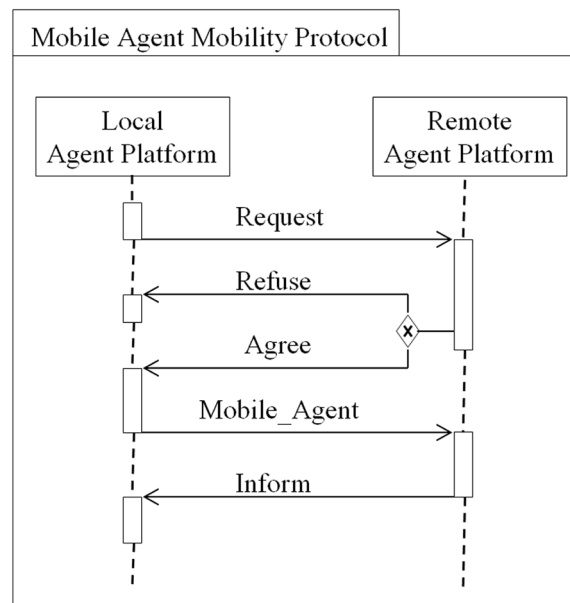 Mobile Agent Mobility Protocol
Local
Agent Platform
Remote
Agent Platform
Request
Refuse
x
Agree
Mobile_Agent
Inform